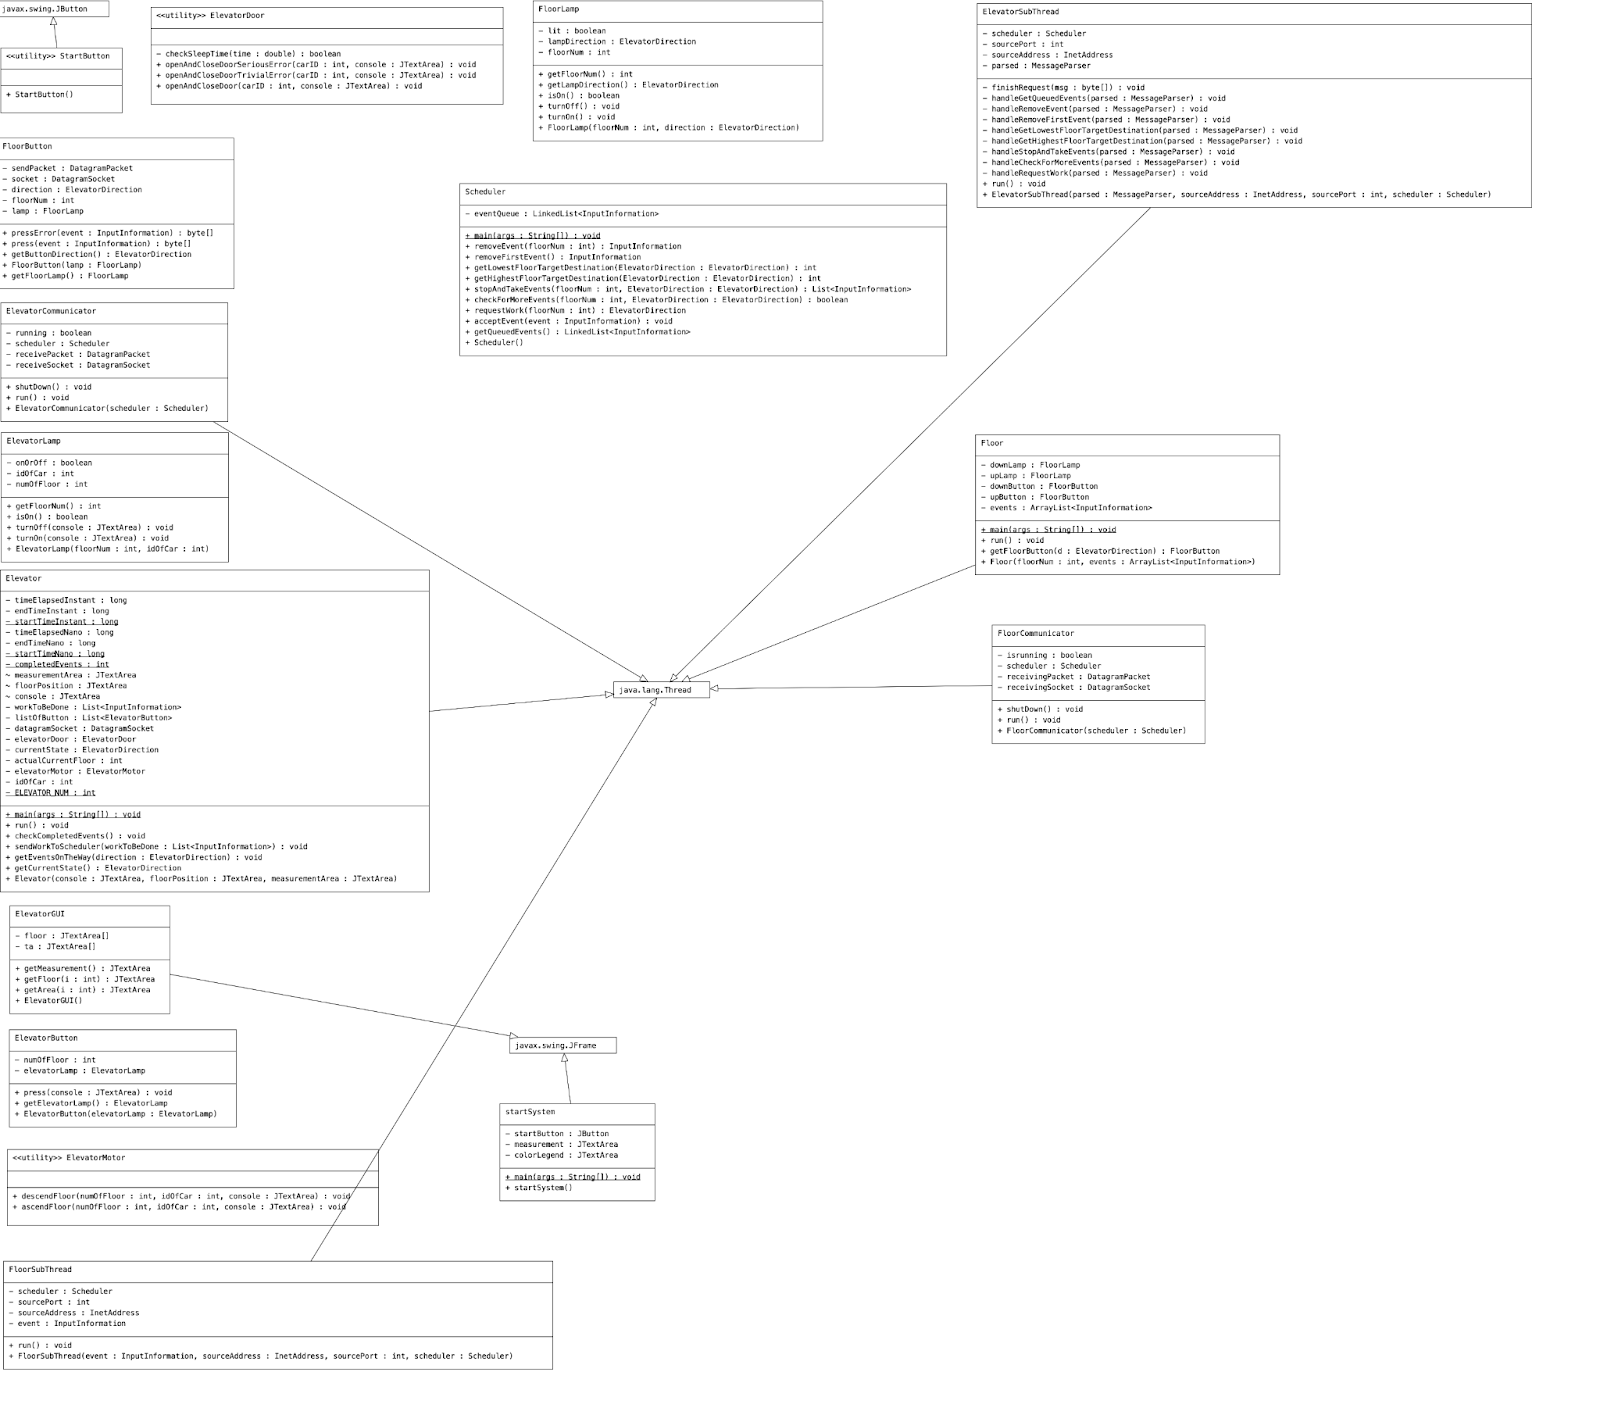 javax.swing.JButton
<<utility>> StartButton
+ StartButton()
<<utility>> ElevatorDoor
− checkSleepTime(time : double) : boolean
+ openAndCloseDoorSeriousError(carID : int, console : JTextArea) : void
+ openAndCloseDoorTrivialError(carID : int, console : JTextArea) : void
+ openAndCloseDoor(carID : int, console : JTextArea) : void
FloorLamp
− lit : boolean
− lampDirection : ElevatorDirection
− floorNum : int
+ getFloorNum() : int
+ getLampDirection() : ElevatorDirection
+ isOn() : boolean
+ turnOff() : void
+ turnOn() : void
+ FloorLamp(floorNum : int, direction : ElevatorDirection)
ElevatorSubThread
− scheduler : Scheduler
− sourcePort : int
− sourceAddress : InetAddress
− parsed : MessageParser
− finishRequest(msg : byte[]) : void
− handleGetQueuedEvents(parsed : MessageParser) : void
− handleRemoveEvent(parsed : MessageParser) : void
− handleRemoveFirstEvent(parsed : MessageParser) : void
− handleGetLowestFloorTargetDestination(parsed : MessageParser) : void
− handleGetHighestFloorTargetDestination(parsed : MessageParser) : void
− handleStopAndTakeEvents(parsed : MessageParser) : void
− handleCheckForMoreEvents(parsed : MessageParser) : void
− handleRequestWork(parsed : MessageParser) : void
+ run() : void
+ ElevatorSubThread(parsed : MessageParser, sourceAddress : InetAddress, sourcePort : int, scheduler : Scheduler)
FloorButton
− sendPacket : DatagramPacket
− socket : DatagramSocket
− direction : ElevatorDirection
− floorNum : int
− lamp : FloorLamp
+ pressError(event : InputInformation) : byte[]
+ press(event : InputInformation) : byte[]
+ getButtonDirection() : ElevatorDirection
+ FloorButton(lamp : FloorLamp)
+ getFloorLamp() : FloorLamp
Scheduler
− eventQueue : LinkedList<InputInformation>
+ main(args : String[]) : void
+ removeEvent(floorNum : int) : InputInformation
+ removeFirstEvent() : InputInformation
+ getLowestFloorTargetDestination(ElevatorDirection : ElevatorDirection) : int
+ getHighestFloorTargetDestination(ElevatorDirection : ElevatorDirection) : int
+ stopAndTakeEvents(floorNum : int, ElevatorDirection : ElevatorDirection) : List<InputInformation>
+ checkForMoreEvents(floorNum : int, ElevatorDirection : ElevatorDirection) : boolean
+ requestWork(floorNum : int) : ElevatorDirection
+ acceptEvent(event : InputInformation) : void
+ getQueuedEvents() : LinkedList<InputInformation>
+ Scheduler()
ElevatorCommunicator
− running : boolean
− scheduler : Scheduler
− receivePacket : DatagramPacket
− receiveSocket : DatagramSocket
+ shutDown() : void
+ run() : void
+ ElevatorCommunicator(scheduler : Scheduler)
ElevatorLamp
− onOrOff : boolean
− idOfCar : int
− numOfFloor : int
+ getFloorNum() : int
+ isOn() : boolean
+ turnOff(console : JTextArea) : void
+ turnOn(console : JTextArea) : void
+ ElevatorLamp(floorNum : int, idOfCar : int)
Floor
− downLamp : FloorLamp
− upLamp : FloorLamp
− downButton : FloorButton
− upButton : FloorButton
− events : ArrayList<InputInformation>
+ main(args : String[]) : void
+ run() : void
+ getFloorButton(d : ElevatorDirection) : FloorButton
+ Floor(floorNum : int, events : ArrayList<InputInformation>)
Elevator
− timeElapsedInstant : long
− endTimeInstant : long
− startTimeInstant : long
− timeElapsedNano : long
− endTimeNano : long
− startTimeNano : long
− completedEvents : int
~ measurementArea : JTextArea
~ floorPosition : JTextArea
~ console : JTextArea
− workToBeDone : List<InputInformation>
− listOfButton : List<ElevatorButton>
− datagramSocket : DatagramSocket
− elevatorDoor : ElevatorDoor
− currentState : ElevatorDirection
− actualCurrentFloor : int
− elevatorMotor : ElevatorMotor
− idOfCar : int
− ELEVATOR_NUM : int
+ main(args : String[]) : void
+ run() : void
+ checkCompletedEvents() : void
+ sendWorkToScheduler(workToBeDone : List<InputInformation>) : void
+ getEventsOnTheWay(direction : ElevatorDirection) : void
+ getCurrentState() : ElevatorDirection
+ Elevator(console : JTextArea, floorPosition : JTextArea, measurementArea : JTextArea)
java.lang.Thread
FloorCommunicator
− isrunning : boolean
− scheduler : Scheduler
− receivingPacket : DatagramPacket
− receivingSocket : DatagramSocket
+ shutDown() : void
+ run() : void
+ FloorCommunicator(scheduler : Scheduler)
ElevatorGUI
− floor : JTextArea[]
− ta : JTextArea[]
+ getMeasurement() : JTextArea
+ getFloor(i : int) : JTextArea
+ getArea(i : int) : JTextArea
+ ElevatorGUI()
javax.swing.JFrame
ElevatorButton
− numOfFloor : int
− elevatorLamp : ElevatorLamp
+ press(console : JTextArea) : void
+ getElevatorLamp() : ElevatorLamp
+ ElevatorButton(elevatorLamp : ElevatorLamp)
startSystem
− startButton : JButton
− measurement : JTextArea
− colorLegend : JTextArea
+ main(args : String[]) : void
+ startSystem()
<<utility>> ElevatorMotor
+ descendFloor(numOfFloor : int, idOfCar : int, console : JTextArea) : void
+ ascendFloor(numOfFloor : int, idOfCar : int, console : JTextArea) : void
FloorSubThread
− scheduler : Scheduler
− sourcePort : int
− sourceAddress : InetAddress
− event : InputInformation
+ run() : void
+ FloorSubThread(event : InputInformation, sourceAddress : InetAddress, sourcePort : int, scheduler : Scheduler)